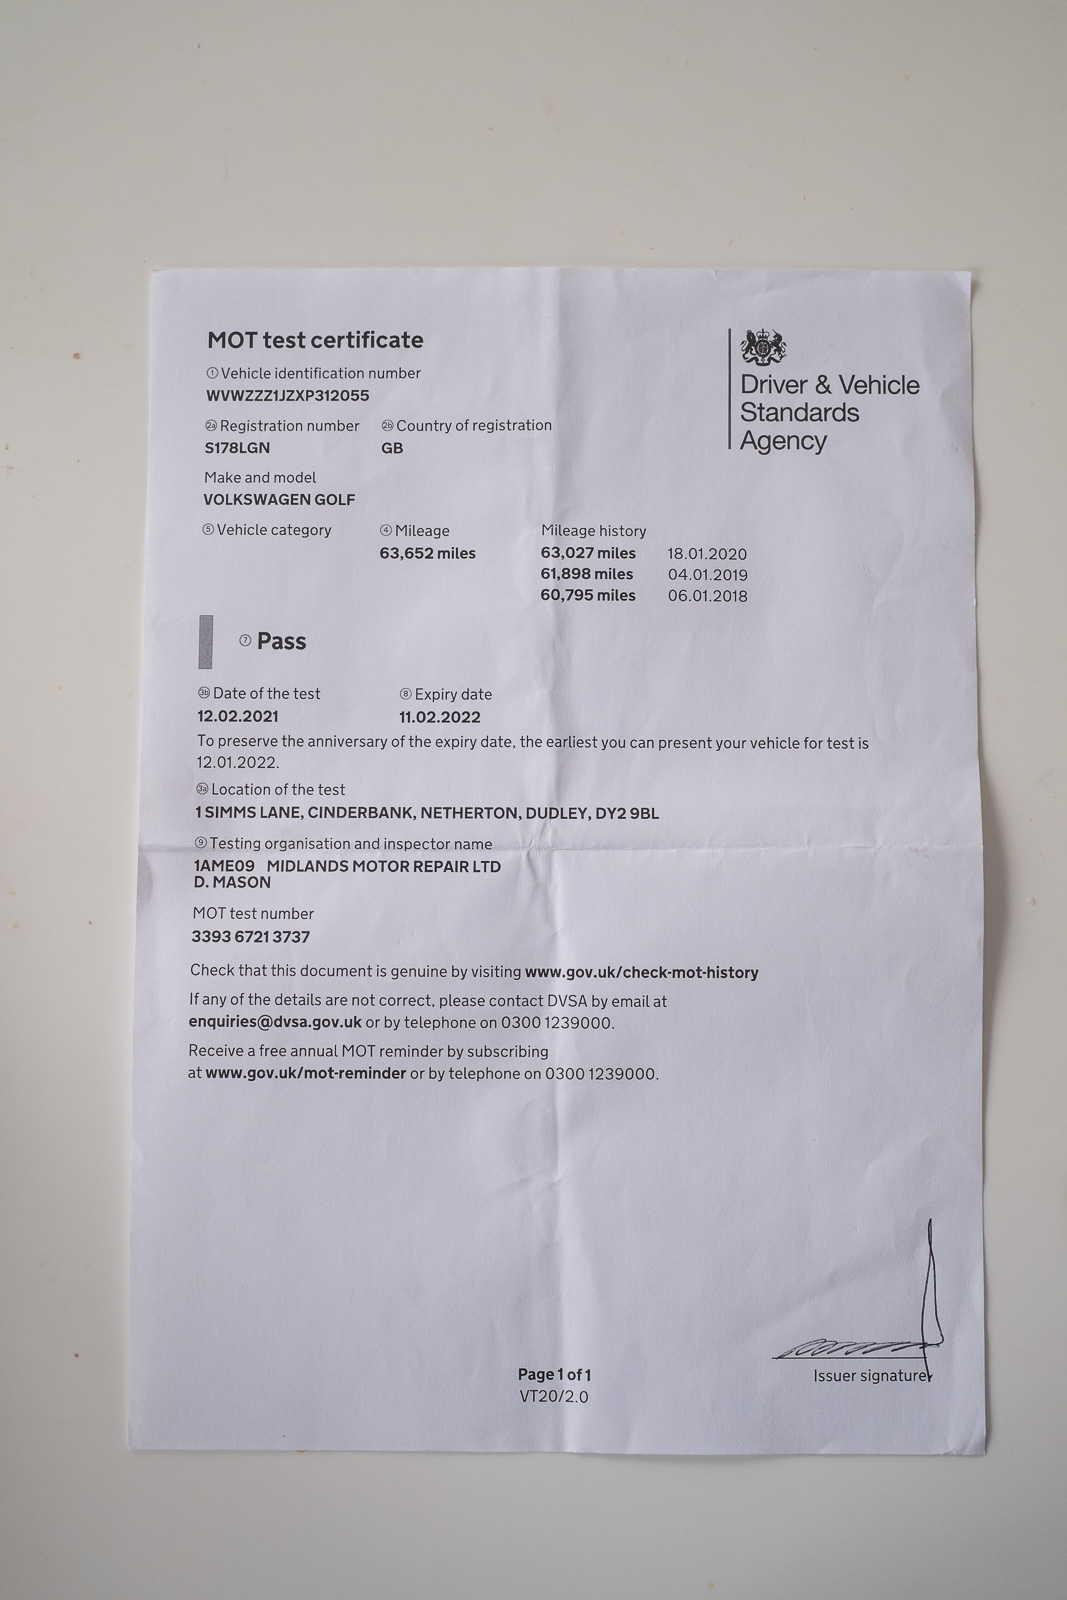 MOT test certificate
Driver & Vehicle
Standards
Agency
① Vehicle identification number
WVWZZZ1JZXP312055
2a Registration number 2b Country of registration
S178LGN GB
Make and model
VOLKSWAGEN GOLF
⑤ Vehicle category ④ Mileage Mileage history
63,652 miles 63,027 miles 18.01.2020
61,898 miles 04.01.2019
60,795 miles 06.01.2018
⑦ Pass
3b Date of the test ⑧ Expiry date
12.02.2021 11.02.2022
To preserve the anniversary of the expiry date, the earliest you can present your vehicle for test is
12.01.2022.
3a Location of the test
1 SIMMS LANE, CINDERBANK, NETHERTON, DUDLEY, DY2 9BL
⑨ Testing organisation and inspector name
1AME09 MIDLANDS MOTOR REPAIR LTD
D. MASON
MOT test number
3393 6721 3737
Check that this document is genuine by visiting www.gov.uk/check-mot-history
If any of the details are not correct, please contact DVSA by email at
enquiries@dvsa.gov.uk or by telephone on 0300 1239000.
Receive a free annual MOT reminder by subscribing
at www.gov.uk/mot-reminder or by telephone on 0300 1239000.
Issuer signature
Page 1 of 1
VT20/2.0